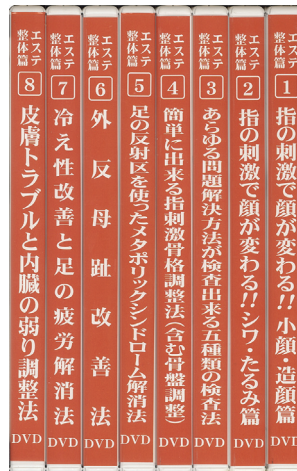 エステ整体篇
1
指の刺激で顔が変わる!!小顔・造顔篇
DVD
エステ整体篇
2
指の刺激で顔が変わる!!シワ・たるみ篇
DVD
エステ整体篇
3
あらゆる問題解決方法が検査出来る五種類の検査法
DVD
エステ整体篇
4
簡単に出来る指刺激骨格調整法(含む骨盤調整)
DVD
エステ整体篇
5
足の反射区を使ったメタボリックシンドローム解消法
DVD
エステ整体篇
6
外反母趾改善法
DVD
エステ整体篇
7
冷え性改善と足の疲労解消法
DVD
エステ整体篇
8
皮膚トラブルと内臓の弱り調整法
DVD